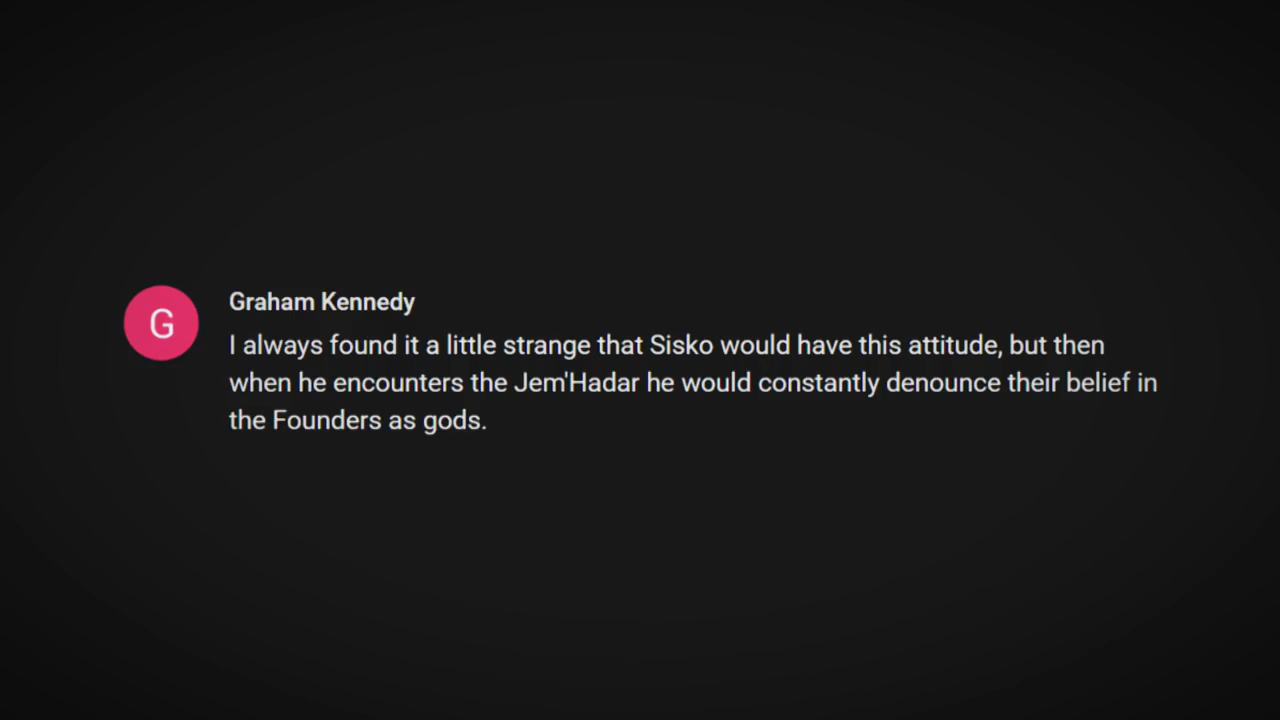 G
Graham Kennedy
I always found it a little strange that Sisko would have this attitude, but then
when he encounters the Jem'Hadar he would constantly denounce their belief in
the Founders as gods.